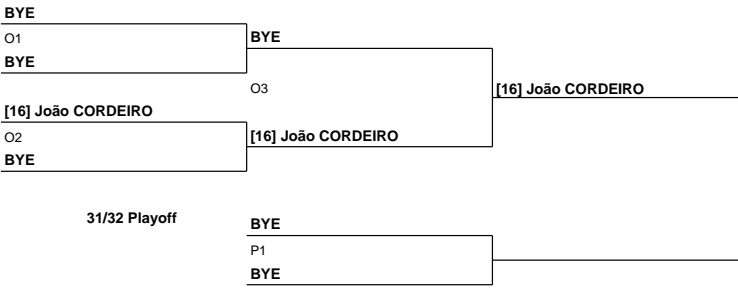 BYE
O1
BYE
BYE
O3
[16] João CORDEIRO
[16] João CORDEIRO
O2
[16] João CORDEIRO
BYE
31/32 Playoff
BYE
P1
BYE